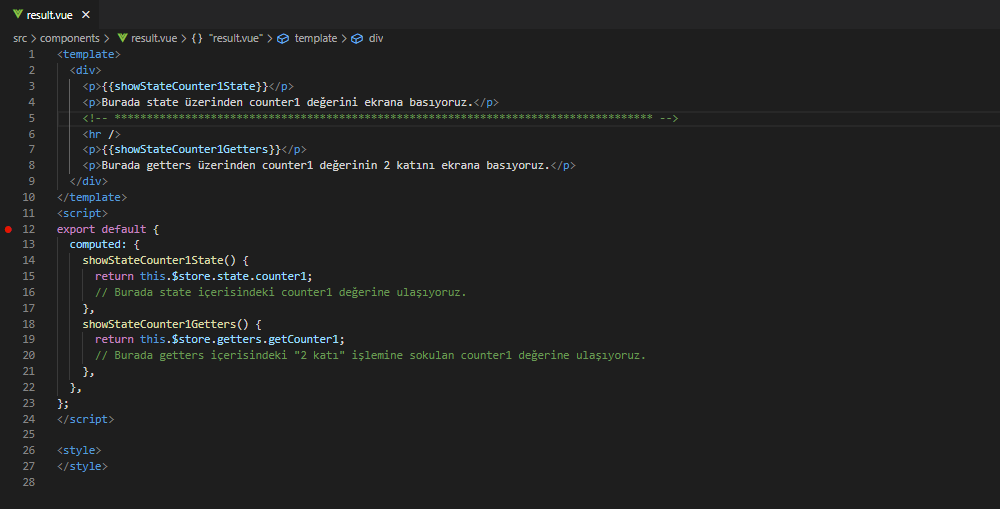 result.vue
src > components > result.vue > {} "result.vue" > template > div
1 <template>
2 <div>
3 <p>{{showStateCounter1State}}</p>
4 <p>Burada state üzerinden counter1 değerini ekrana basıyoruz.</p>
5 <!-- ************************************************************************************ -->
6 <hr />
7 <p>{{showStateCounter1Getters}}</p>
8 <p>Burada getters üzerinden counter1 değerinin 2 katını ekrana basıyoruz.</p>
9 </div>
10 </template>
11 <script>
12 export default {
13 computed: {
14 showStateCounter1State() {
15 return this.$store.state.counter1;
16 // Burada state içerisindeki counter1 değerine ulaşıyoruz.
17 },
18 showStateCounter1Getters() {
19 return this.$store.getters.getCounter1;
20 // Burada getters içerisindeki "2 katı" işlemine sokulan counter1 değerine ulaşıyoruz.
21 },
22 },
23 };
24 </script>
25
26 <style>
27 </style>
28